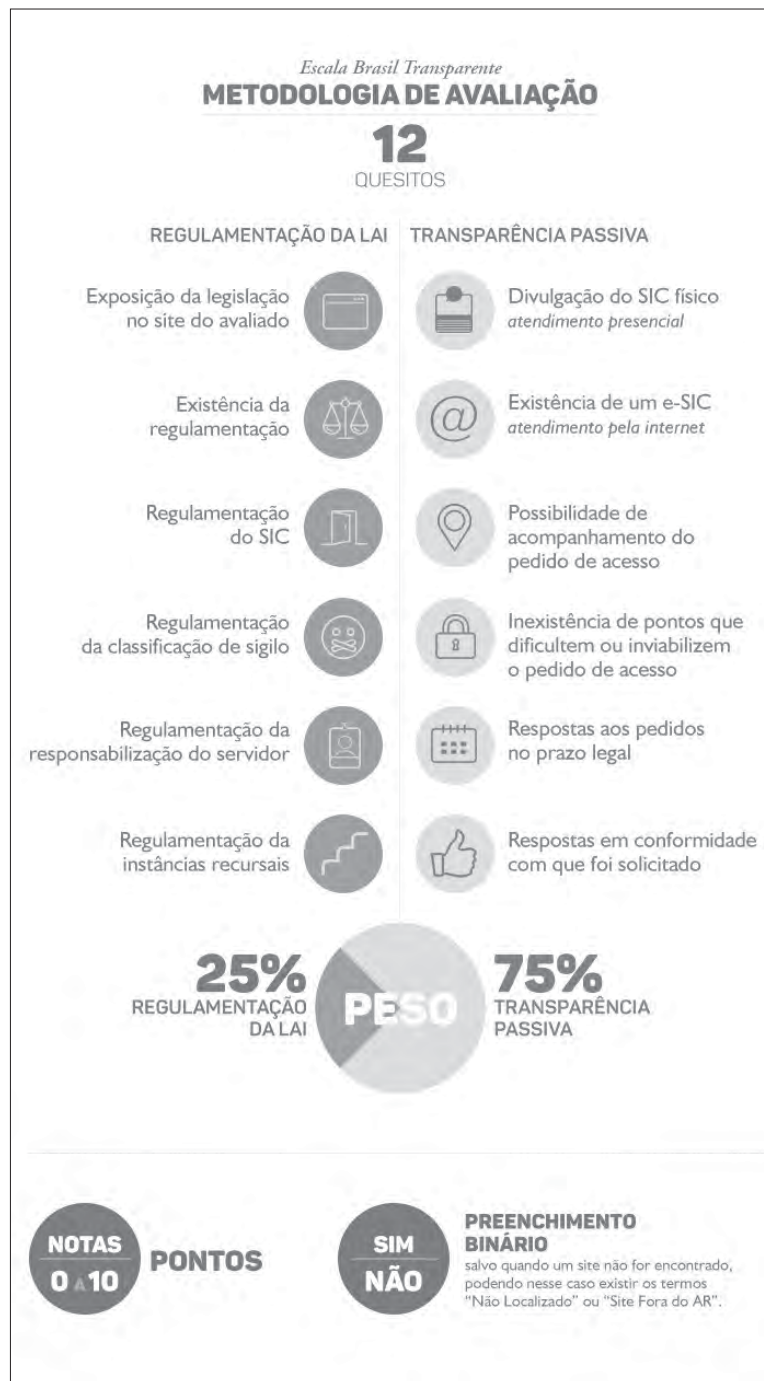 Escala Brasil Transparente
METODOLOGIA DE AVALIAÇÃO
12
QUESITOS
REGULAMENTAÇÃO DA LAI
Exposição da legislação
no site do avaliado
Existência da
regulamentação
Regulamentação
do SIC
Regulamentação
da classificação de sigilo
Regulamentação da
responsabilização do servidor
Regulamentação da
instâncias recursais
TRANSPARÊNCIA PASSIVA
Divulgação do SIC físico
atendimento presencial
@
Existência de um e-SIC
atendimento pela internet
Possibilidade de
acompanhamento do
pedido de acesso
Inexistência de pontos que
dificultem ou inviabilizem
o pedido de acesso
Respostas aos pedidos
no prazo legal
Respostas em conformidade
com que foi solicitado
25%
REGULAMENTAÇÃO
DA LAI
PESO
75%
TRANSPARÊNCIA
PASSIVA
NOTAS
0 A 10
PONTOS
SIM
NÃO
PREENCHIMENTO
BINÁRIO
salvo quando um site não for encontrado,
podendo nesse caso existir os termos
“Não Localizado” ou “Site Fora do AR”.